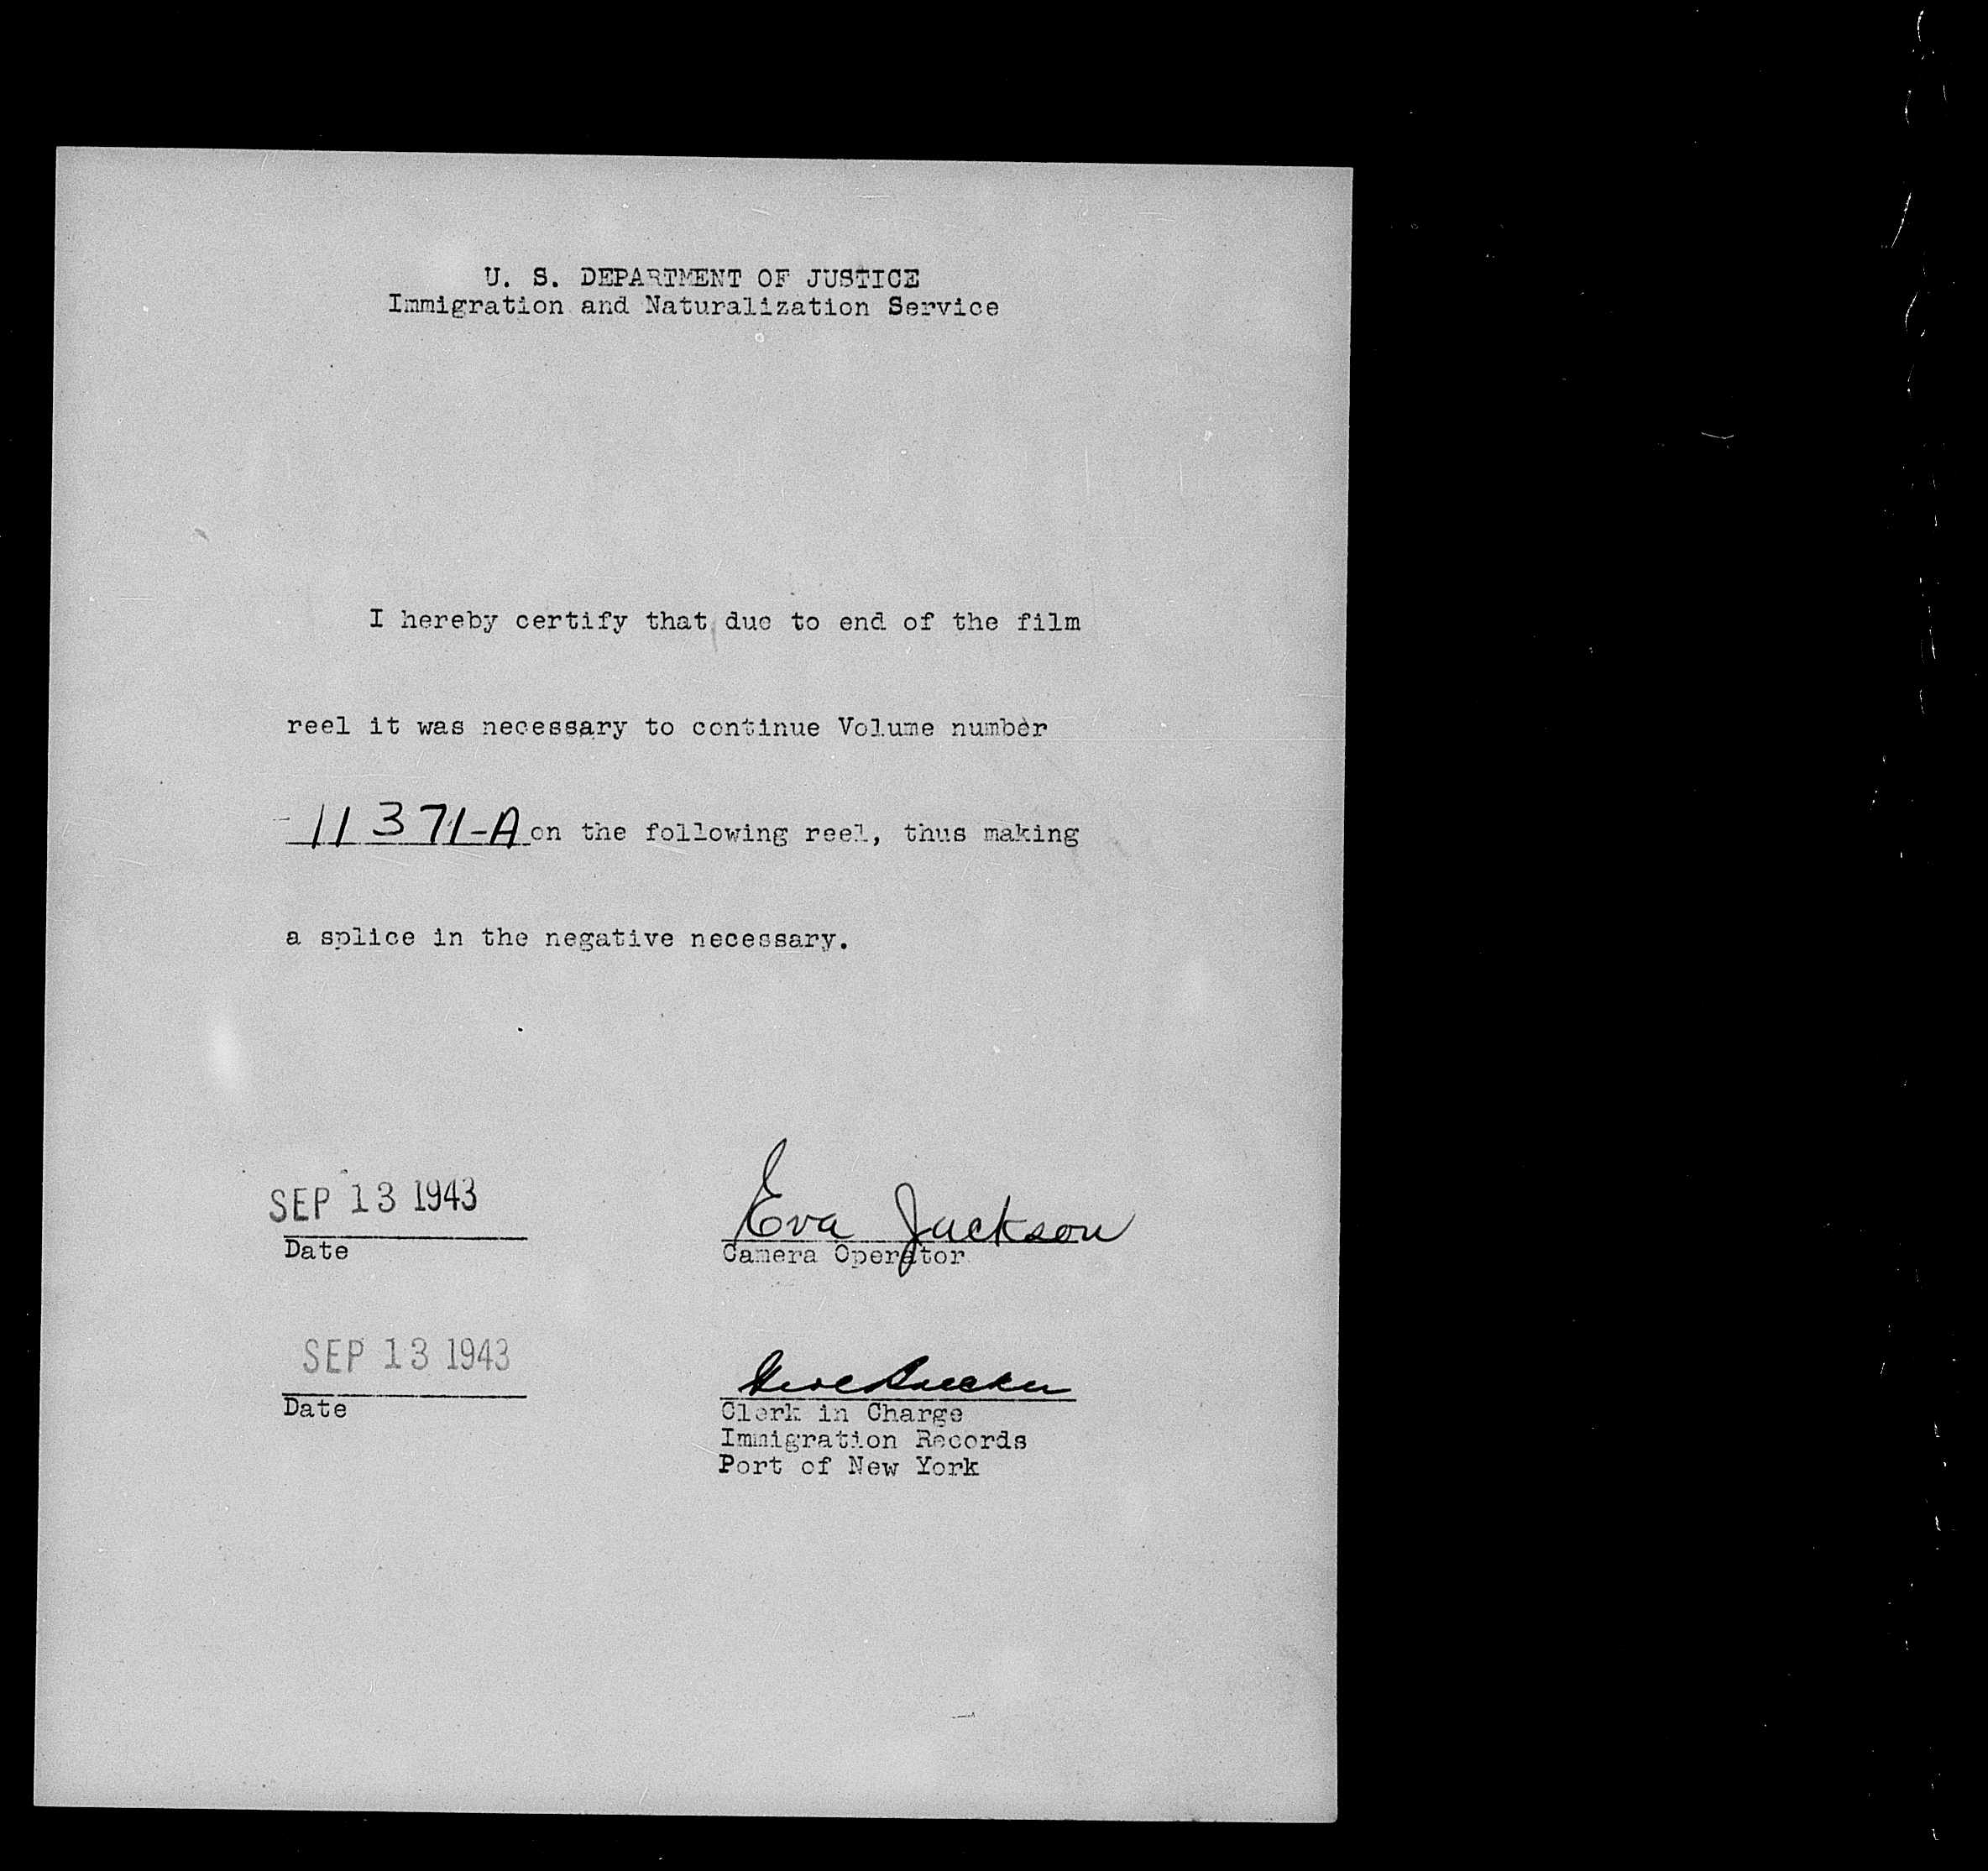 U. S. DEPARTMENT OF JUSTICE
Immigration and Naturalization Service
I hereby certify that due to end of the film
reel it was necessary to continue Volume number
11371-A on the following reel, thus making
a splice in the negative necessary.
SEP 13 1943
Date
Eva Jackson
Camera Operator
SEP 13 1943
Date
Clerk in Charge
Immigration Records
Port of New York